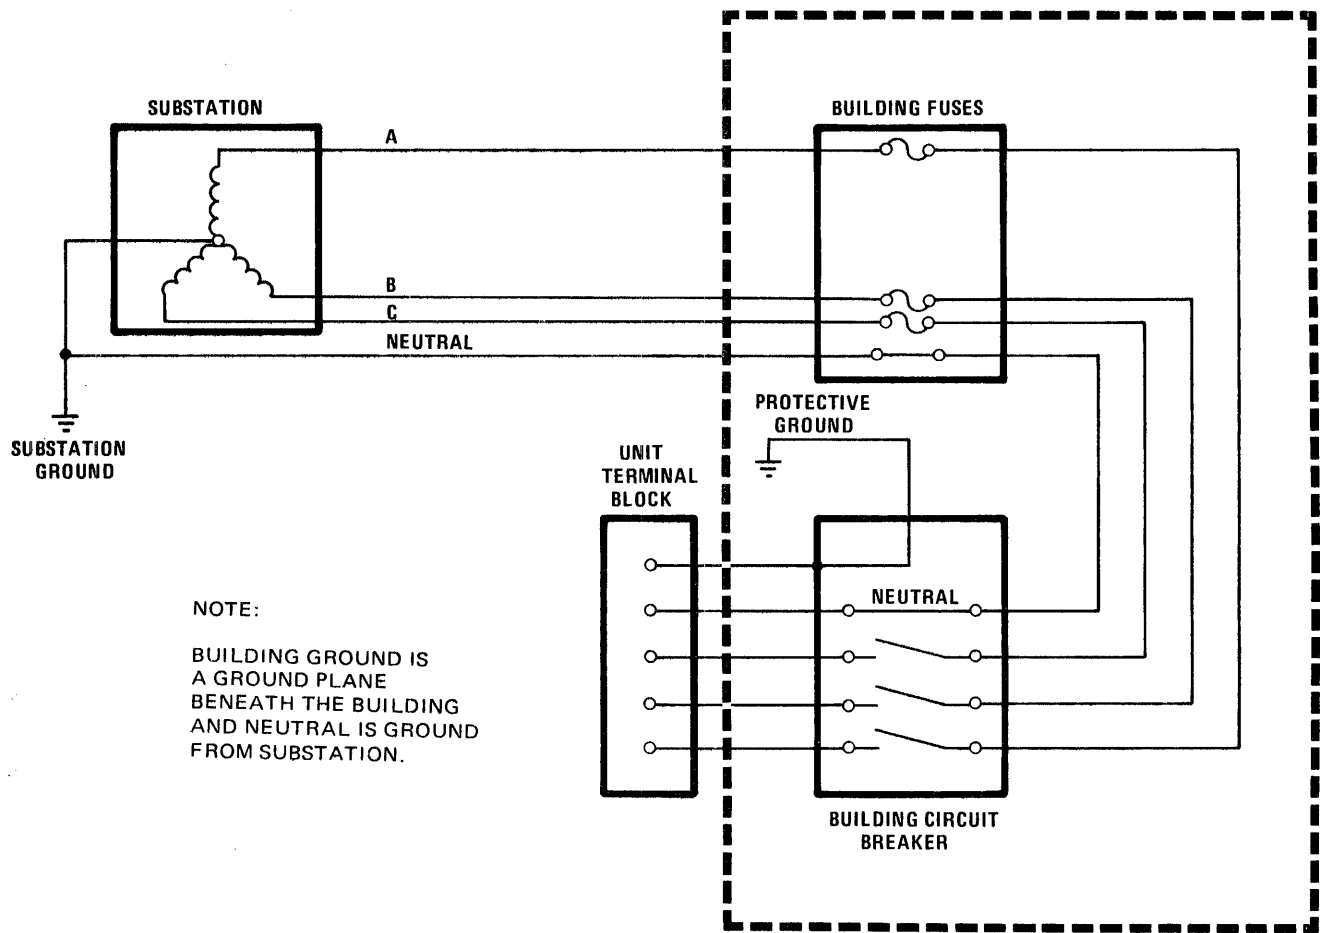 SUBSTATION
BUILDING FUSES
A
B
C
NEUTRAL
SUBSTATION
GROUND
PROTECTIVE
GROUND
UNIT
TERMINAL
BLOCK
NEUTRAL
NOTE:
BUILDING GROUND IS
A GROUND PLANE
BENEATH THE BUILDING
AND NEUTRAL IS GROUND
FROM SUBSTATION.
BUILDING CIRCUIT
BREAKER